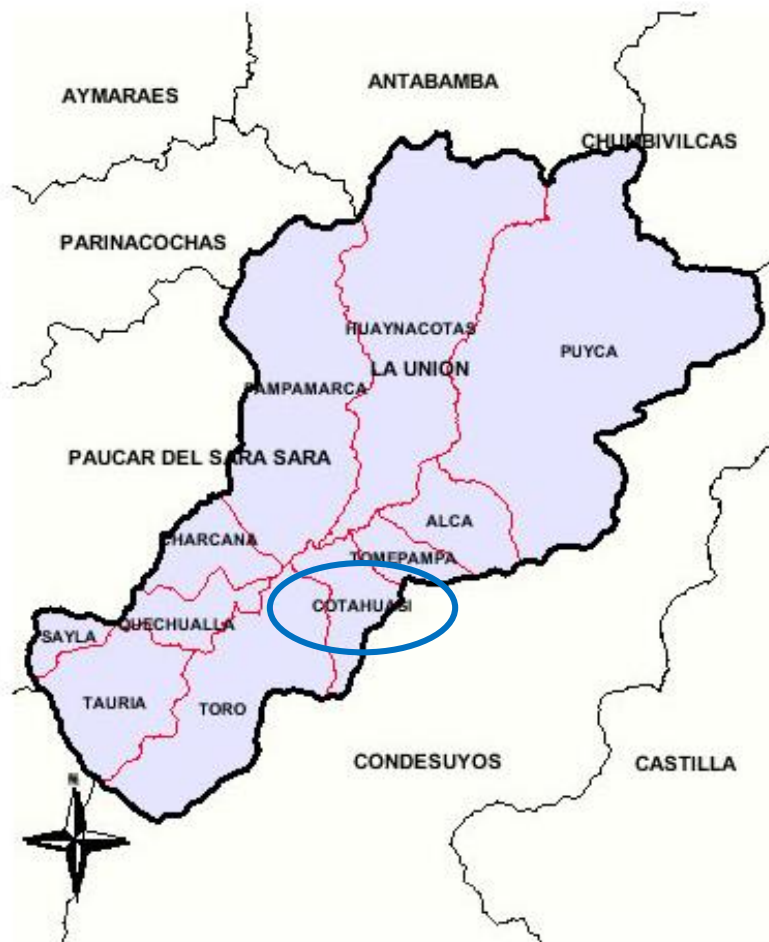 ANTABAMBA
AYMARAES
CHUMBIVILCAS
PARINACOCHAS
HUAYNACOTAS
PUYCA
LA UNION
PAMPAMARCA
PAUCAR DEL SARA SARA
ALCA
CHARCANA
TOMEPAMPA
COTAHUASI
QUECHUALLA
SAYLA
TAURIA
TORO
CONDESUYOS
CASTILLA
N